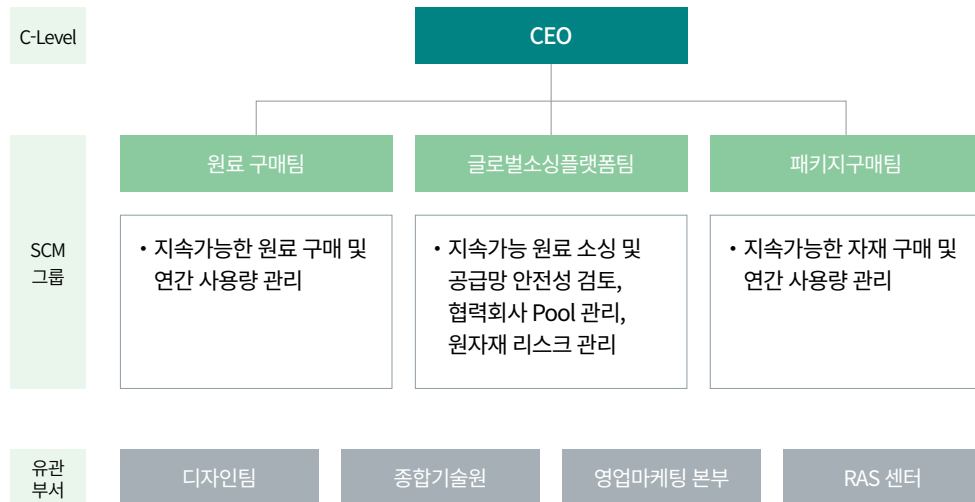 C-Level
CEO
SCM
그룹
원료 구매팀
글로벌소싱플랫폼팀
패키지구매팀
・지속가능한 원료 구매 및
연간 사용량 관리
・지속가능 원료 소싱 및
공급망 안전성 검토,
협력회사 Pool 관리,
원자재 리스크 관리
・지속가능한 자재 구매 및
연간 사용량 관리
유관
부서
디자인팀
종합기술원
영업마케팅 본부
RAS 센터